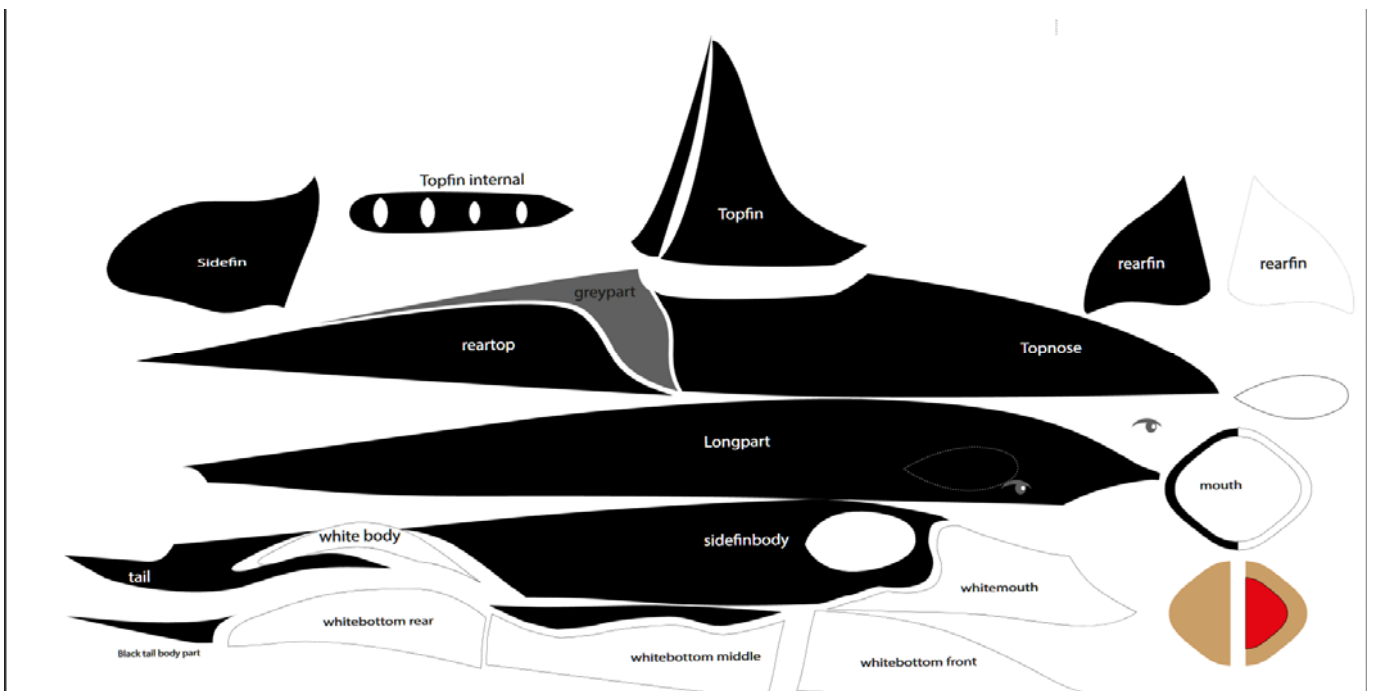 Topfin internal
Topfin
Sidefin
rearfin
rearfin
greypart
reartop
Topnose
Longpart
mouth
white body
sidefinbody
tail
whitemouth
whitebottom rear
Black tail body part
whitebottom middle
whitebottom front